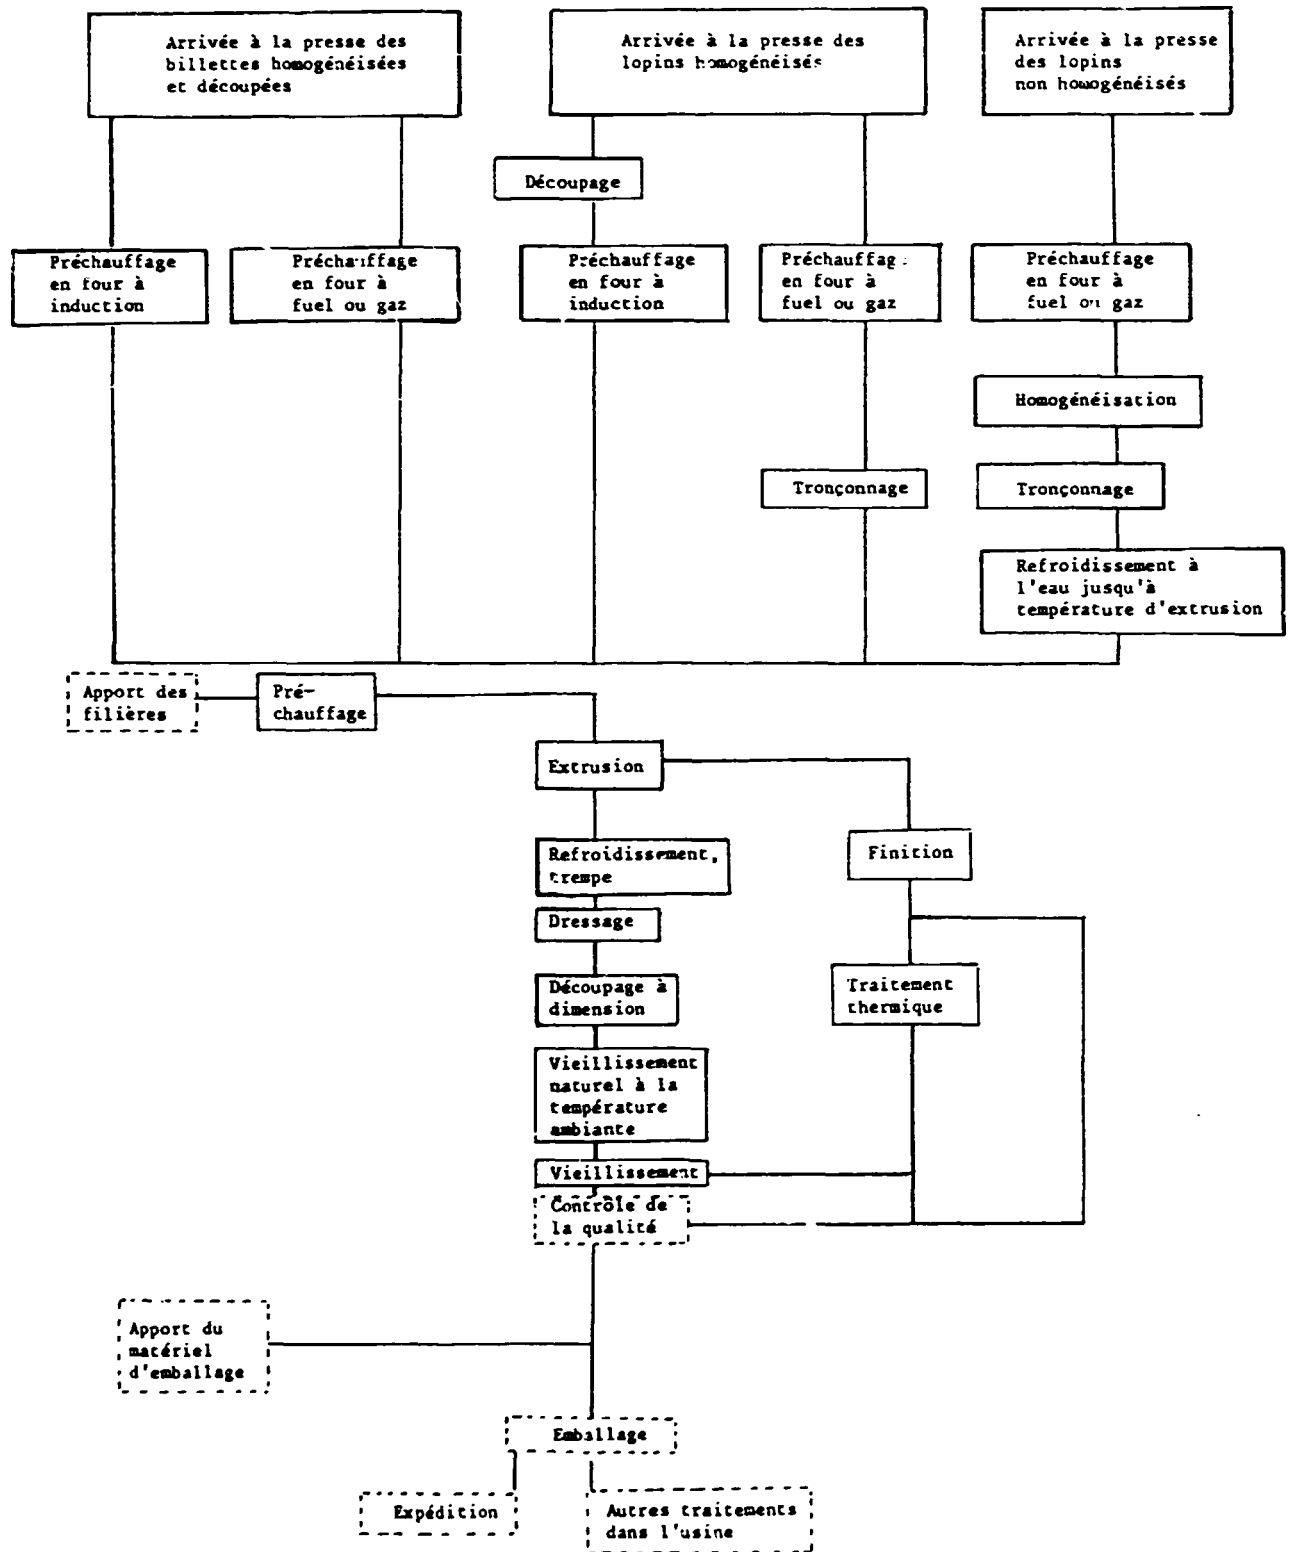 Arrivée à la presse des
billettes homogénéisées
et découpées
Arrivée à la presse des
lopins homogénéisés
Arrivée à la presse
des lopins
non homogénéisés
Découpage
Préchauffage
en four à
induction
Préchauffage
en four à
fuel ou gaz
Préchauffage
en four à
induction
Préchauffage
en four à
fuel ou gaz
Préchauffage
en four à
fuel ou gaz
Homogénéisation
Tronçonnage
Tronçonnage
Refroidissement à
l'eau jusqu'à
température d'extrusion
Apport des
filières
Pré-
chauffage
Extrusion
Refroidissement,
trempe
Finition
Dressage
Découpage à
dimension
Traitement
thermique
Vieillissement
naturel à la
température
ambiante
Vieillissement
Contrôle de
la qualité
Apport du
matériel
d'emballage
Emballage
Expédition
Autres traitements
dans l'usine